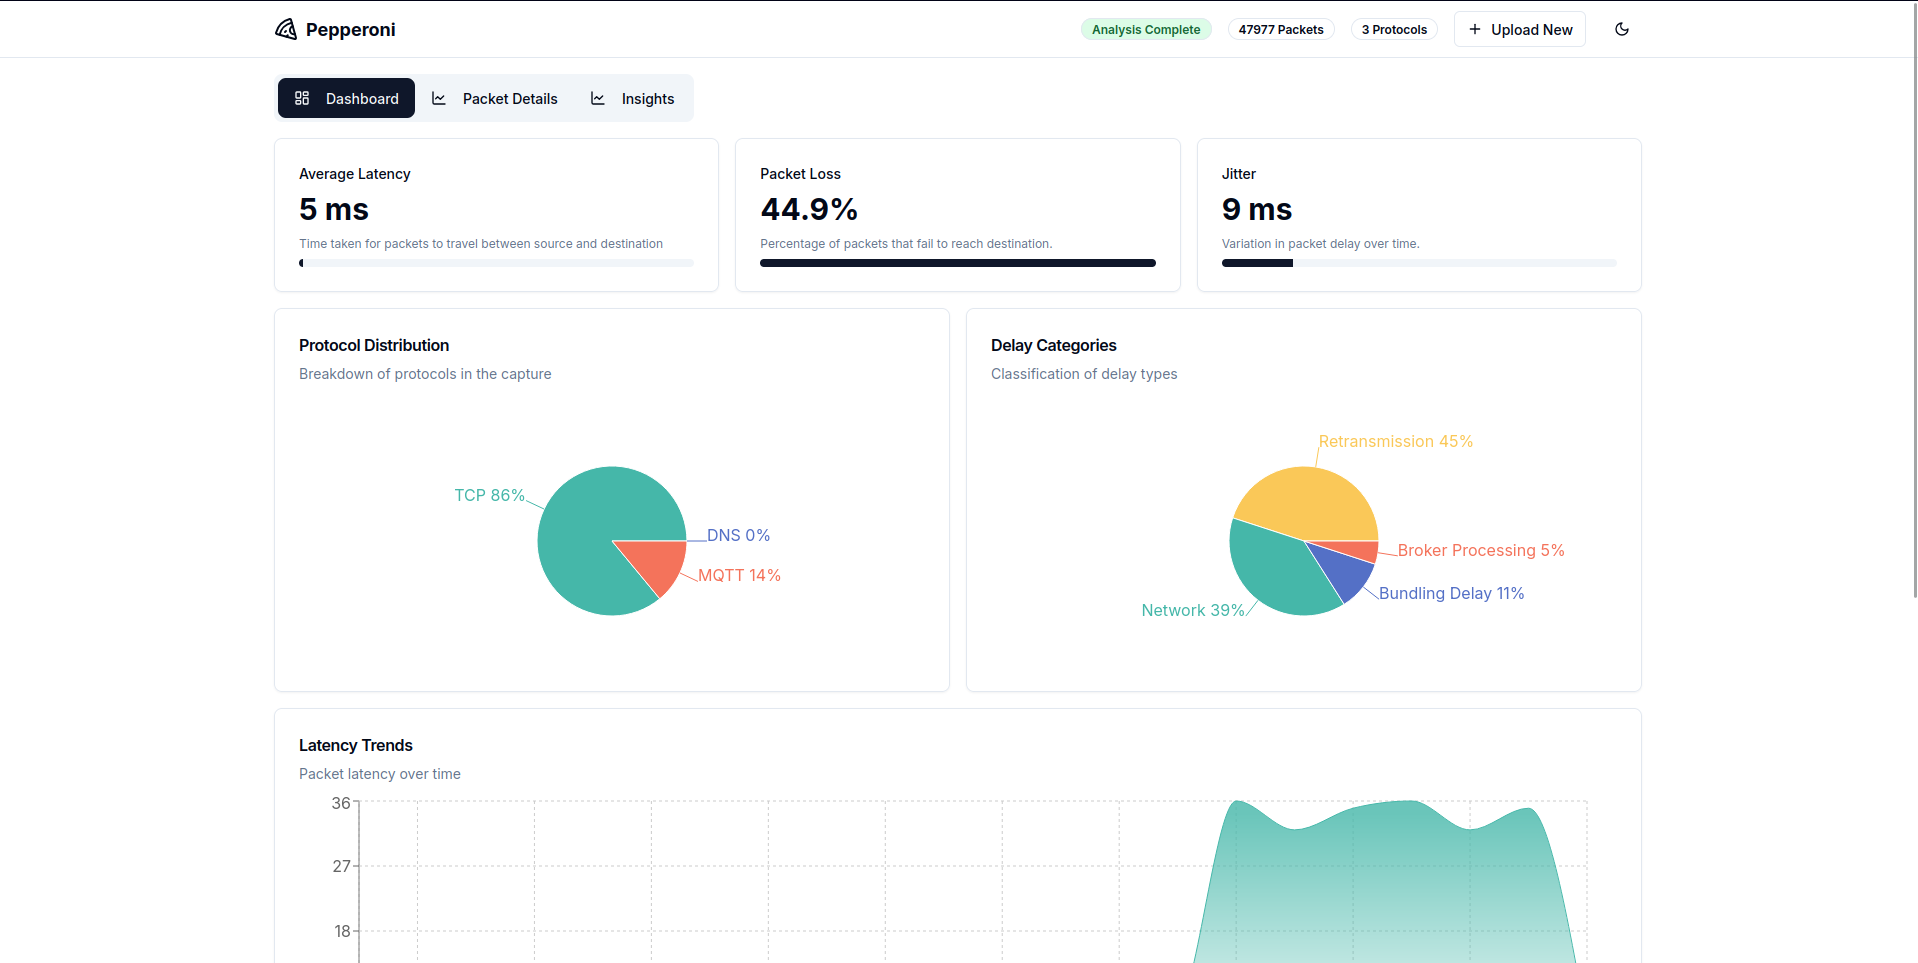 Pepperoni
Analysis Complete
47977 Packets
3 Protocols
Upload New
Dashboard
Packet Details
Insights
Average Latency
5 ms
Time taken for packets to travel between source and destination
Packet Loss
44.9%
Percentage of packets that fail to reach destination.
Jitter
9 ms
Variation in packet delay over time.
Protocol Distribution
Breakdown of protocols in the capture
TCP 86%
DNS 0%
MQTT 14%
Delay Categories
Classification of delay types
Retransmission 45%
Broker Processing 5%
Bundling Delay 11%
Network 39%
Latency Trends
Packet latency over time
36
27
18